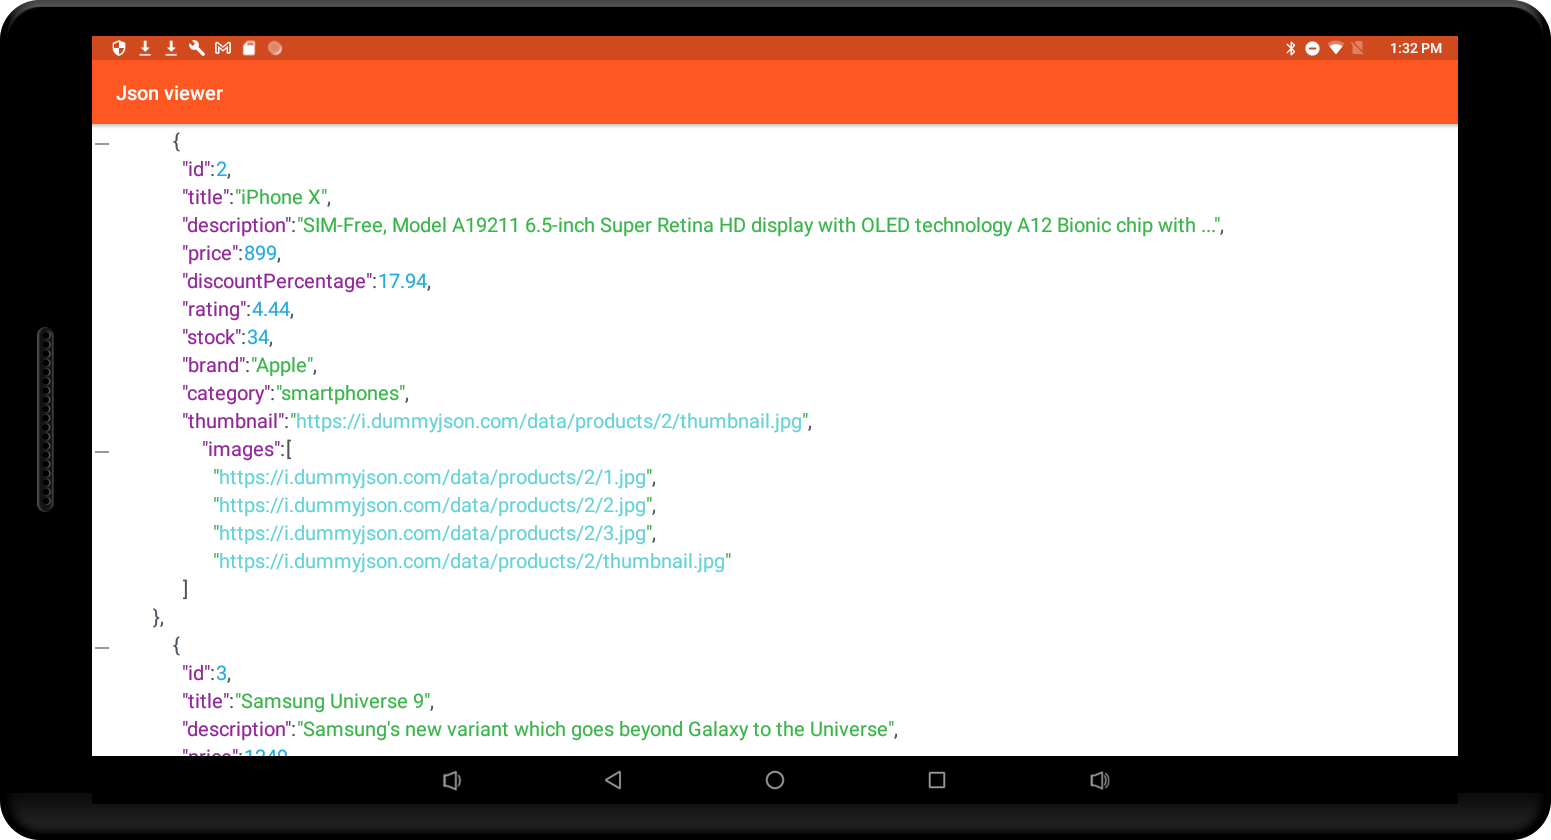 1:32 PM
Json viewer
{
"id":2,
"title":"iPhone X",
"description":"SIM-Free, Model A19211 6.5-inch Super Retina HD display with OLED technology A12 Bionic chip with ...",
"price":899,
"discountPercentage":17.94,
"rating":4.44,
"stock":34,
"brand":"Apple",
"category":"smartphones",
"thumbnail":"https://i.dummyjson.com/data/products/2/thumbnail.jpg",
"images":[
"https://i.dummyjson.com/data/products/2/1.jpg",
"https://i.dummyjson.com/data/products/2/2.jpg",
"https://i.dummyjson.com/data/products/2/3.jpg",
"https://i.dummyjson.com/data/products/2/thumbnail.jpg"
]
},
{
"id":3,
"title":"Samsung Universe 9",
"description":"Samsung's new variant which goes beyond Galaxy to the Universe",
"price":1249